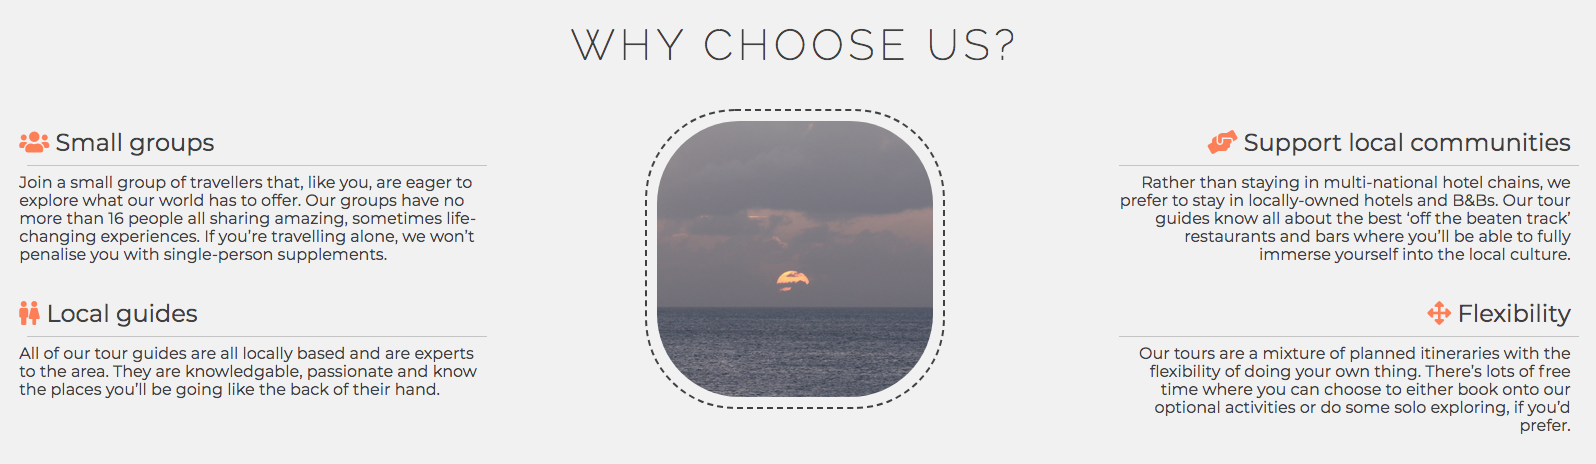 WHY CHOOSE US?
Small groups
Join a small group of travellers that, like you, are eager to
explore what our world has to offer. Our groups have no
more than 16 people all sharing amazing, sometimes life-
changing experiences. If you’re travelling alone, we won’t
penalise you with single-person supplements.
Local guides
All of our tour guides are all locally based and are experts
to the area. They are knowledgable, passionate and know
the places you’ll be going like the back of their hand.
Support local communities
Rather than staying in multi-national hotel chains, we
prefer to stay in locally-owned hotels and B&Bs. Our tour
guides know all about the best ‘off the beaten track’
restaurants and bars where you’ll be able to fully
immerse yourself into the local culture.
Flexibility
Our tours are a mixture of planned itineraries with the
flexibility of doing your own thing. There’s lots of free
time where you can choose to either book onto our
optional activities or do some solo exploring, if you’d
prefer.